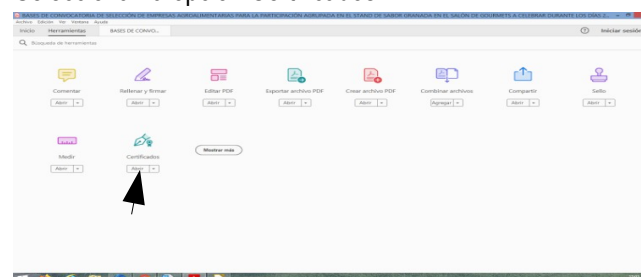 BASES DE CONVOCATORIA DE SELECCIÓN DE EMPRESAS AGROALIMENTARIAS PARA LA PARTICIPACIÓN AGRUPADA EN EL STAND DE SABOR GRANADA EN EL SALÓN DE GOURMETS A CELEBRAR DURANTE LOS DÍAS 2...
Archivo Edición Ver Ventana Ayuda
Inicio Herramientas BASES DE CONVO... Iniciar sesión
Búsqueda de herramientas
Comentar Rellenar y firmar Editar PDF Exportar archivo PDF Crear archivo PDF Combinar archivos Compartir Sello
Abrir Abrir Abrir Abrir Abrir Agregar Abrir Abrir
Medir Certificados Mostrar más
Abrir Abrir